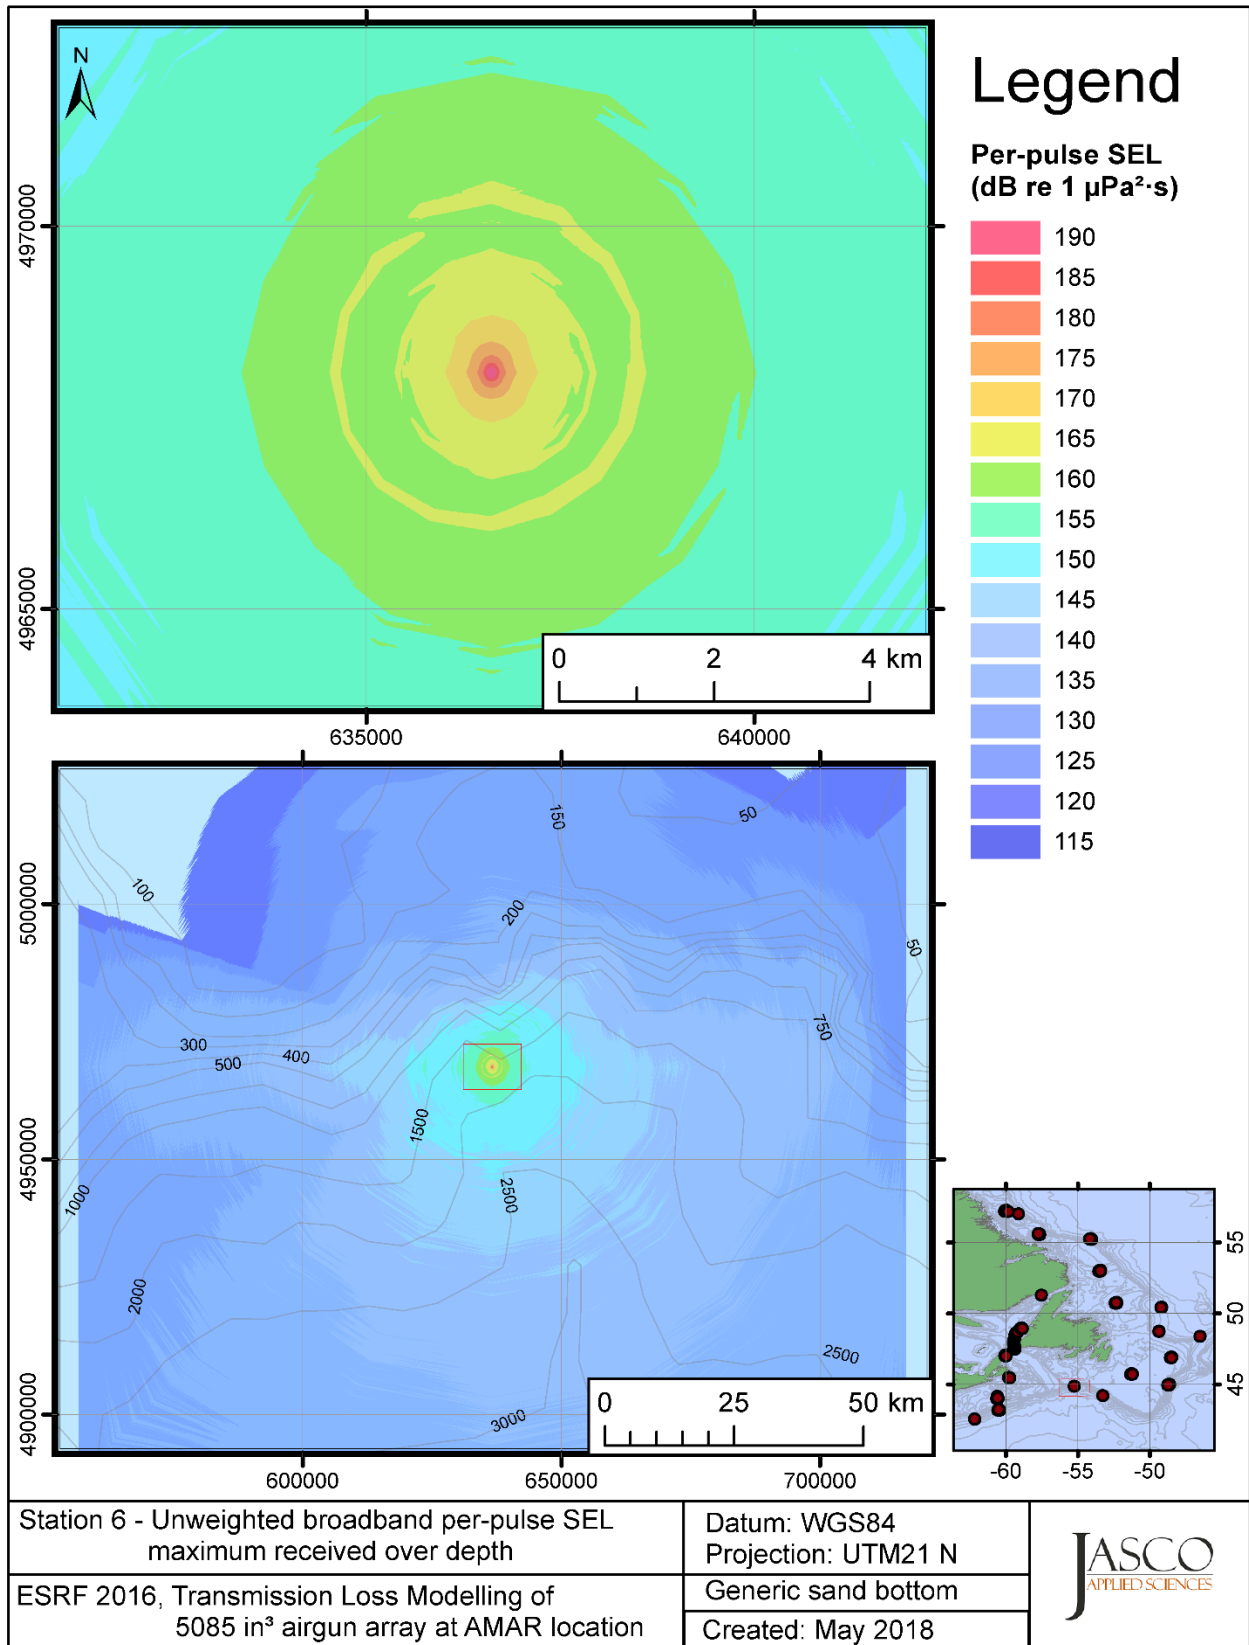 N
4970000
4965000
0 2 4 km
635000 640000
Legend
Per-pulse SEL
(dB re 1 µPa²·s)
190
185
180
175
170
165
160
155
150
145
140
135
130
125
120
115
5000000
4950000
4900000
100
150
50
200
50
300
500
400
750
1500
1000
2500
2000
2500
3000
0 25 50 km
600000 650000 700000
55
50
45
-60 -55 -50
Station 6 - Unweighted broadband per-pulse SEL
maximum received over depth
ESRF 2016, Transmission Loss Modelling of
5085 in³ airgun array at AMAR location
Datum: WGS84
Projection: UTM21 N
Generic sand bottom
Created: May 2018
JASCO
APPLIED SCIENCES